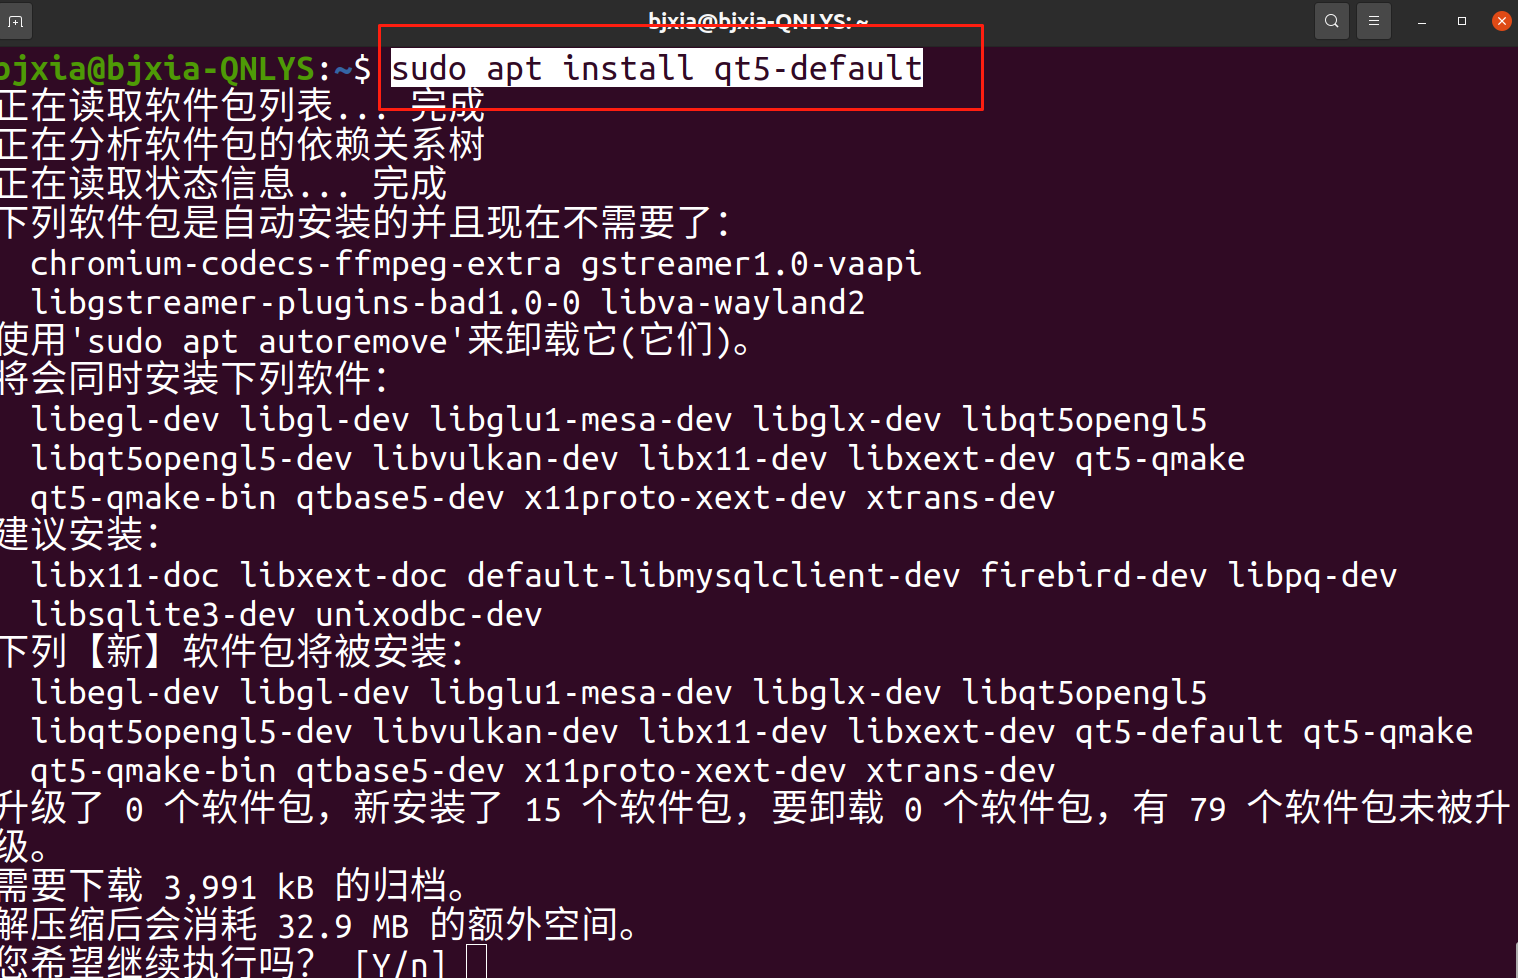 bjxia@bjxia-QNLYS: ~
bjxia@bjxia-QNLYS:~$ sudo apt install qt5-default
正在读取软件包列表... 完成
正在分析软件包的依赖关系树
正在读取状态信息... 完成
下列软件包是自动安装的并且现在不需要了：
chromium-codecs-ffmpeg-extra gstreamer1.0-vaapi
libgstreamer-plugins-bad1.0-0 libva-wayland2
使用'sudo apt autoremove'来卸载它(它们)。
将会同时安装下列软件：
libegl-dev libgl-dev libglu1-mesa-dev libglx-dev libqt5opengl5
libqt5opengl5-dev libvulkan-dev libx11-dev libxext-dev qt5-qmake
qt5-qmake-bin qtbase5-dev x11proto-xext-dev xtrans-dev
建议安装：
libx11-doc libxext-doc default-libmysqlclient-dev firebird-dev libpq-dev
libsqlite3-dev unixodbc-dev
下列【新】软件包将被安装：
libegl-dev libgl-dev libglu1-mesa-dev libglx-dev libqt5opengl5
libqt5opengl5-dev libvulkan-dev libx11-dev libxext-dev qt5-default qt5-qmake
qt5-qmake-bin qtbase5-dev x11proto-xext-dev xtrans-dev
升级了 0 个软件包，新安装了 15 个软件包，要卸载 0 个软件包，有 79 个软件包未被升
级。
需要下载 3,991 kB 的归档。
解压缩后会消耗 32.9 MB 的额外空间。
您希望继续执行吗？ [Y/n]